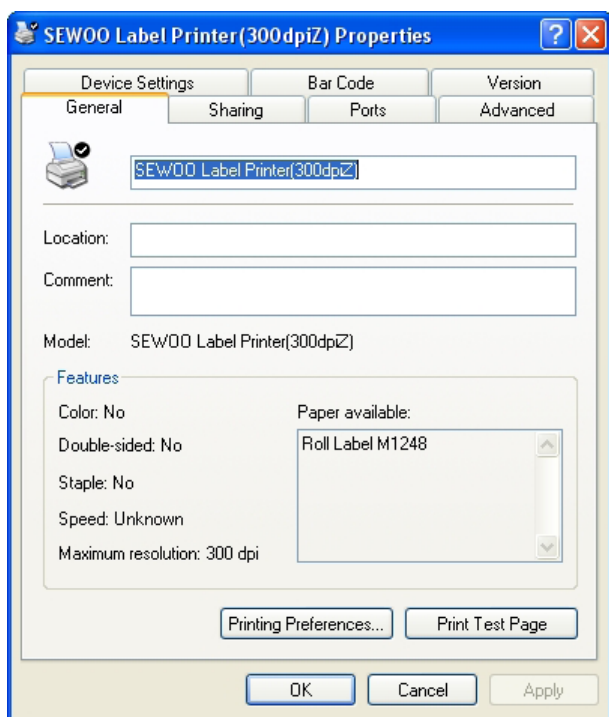 SEWOO Label Printer(300dpiZ) Properties
Device Settings Bar Code Version
General Sharing Ports Advanced
SEWOO Label Printer(300dpiZ)
Location:
Comment:
Model: SEWOO Label Printer(300dpiZ)
Features
Color: No Paper available:
Double-sided: No Roll Label M1248
Staple: No
Speed: Unknown
Maximum resolution: 300 dpi
Printing Preferences... Print Test Page
OK Cancel Apply